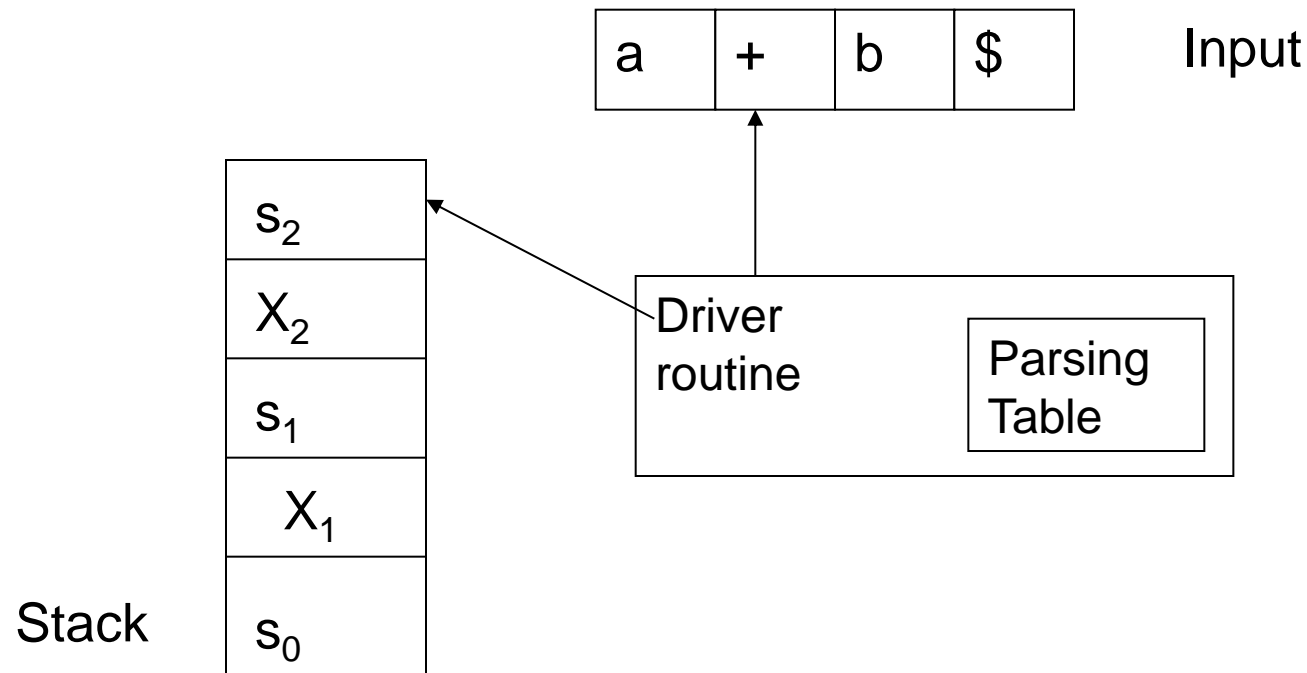 a + b $ Input
s₂
X₂
s₁
X₁
Stack s₀
Driver
routine
Parsing
Table